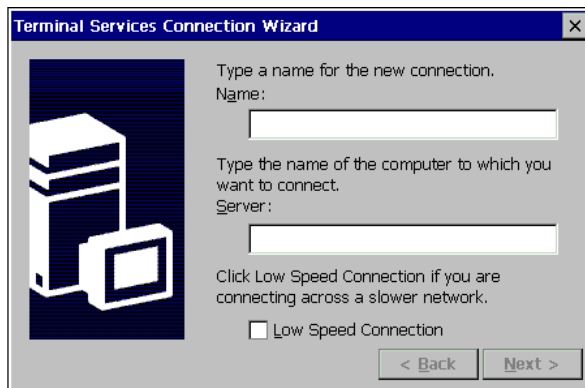 Terminal Services Connection Wizard
Type a name for the new connection.
Name:
Type the name of the computer to which you
want to connect.
Server:
Click Low Speed Connection if you are
connecting across a slower network.
Low Speed Connection
< Back
Next >